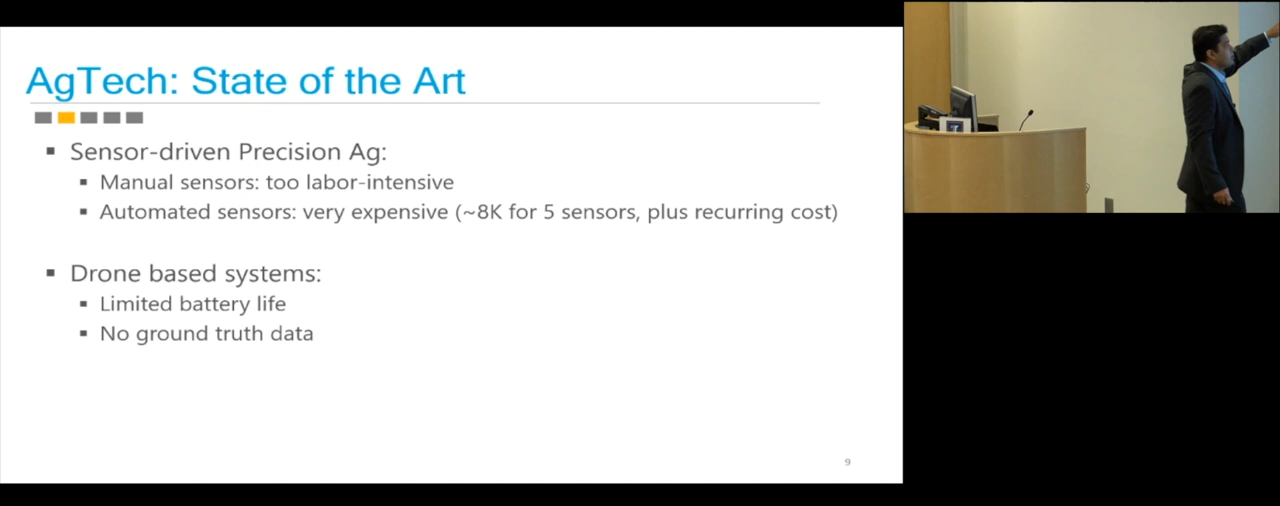 AgTech: State of the Art
Sensor-driven Precision Ag:
Manual sensors: too labor-intensive
Automated sensors: very expensive (~8K for 5 sensors, plus recurring cost)
Drone based systems:
Limited battery life
No ground truth data
9